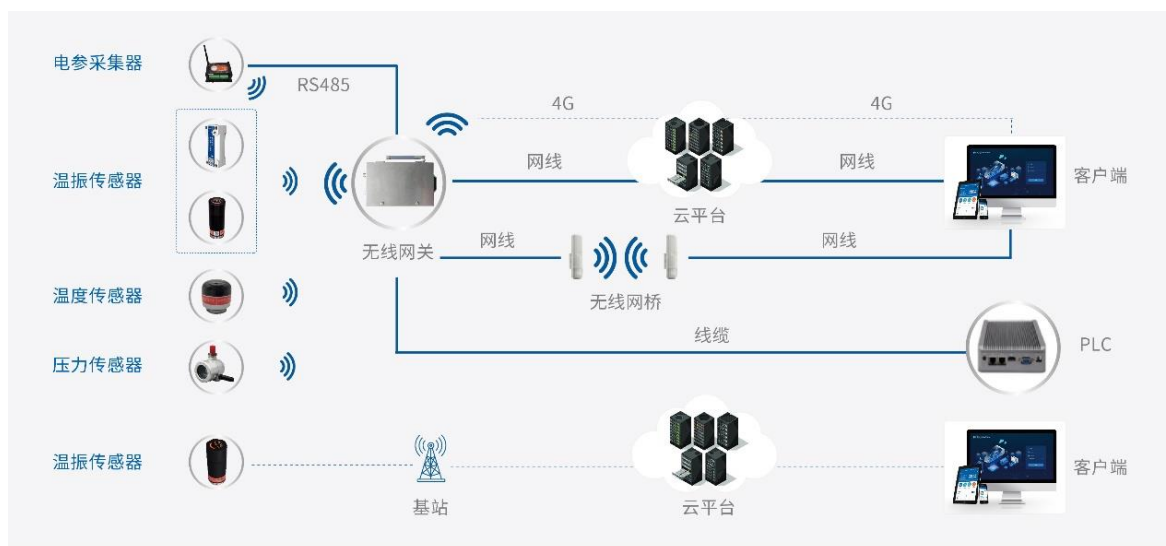 电参采集器
RS485
4G
4G
网线
网线
温振传感器
客户端
云平台
无线网关
网线
网线
温度传感器
无线网桥
线缆
压力传感器
PLC
温振传感器
客户端
基站
云平台